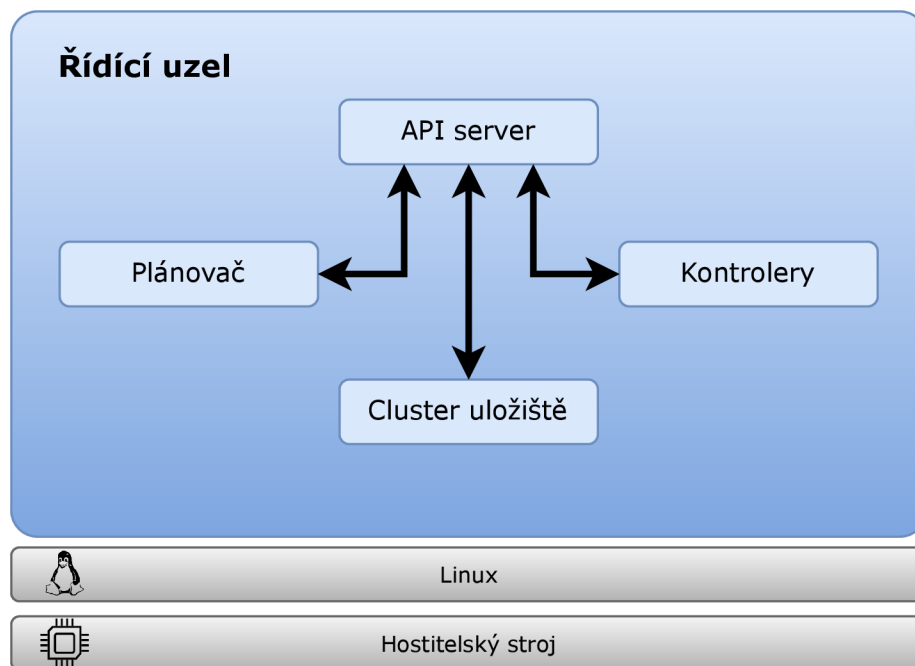 Řídící uzel
API server
Plánovač
Kontrolery
Cluster uložiště
Linux
Hostitelský stroj